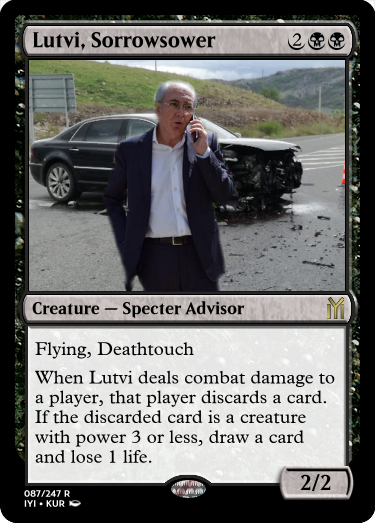 Lutvi, Sorrowsower 2
Creature — Specter Advisor
Flying, Deathtouch
When Lutvi deals combat damage to
a player, that player discards a card.
If the discarded card is a creature
with power 3 or less, draw a card
and lose 1 life.
2/2
087/247 R
IYI • KUR